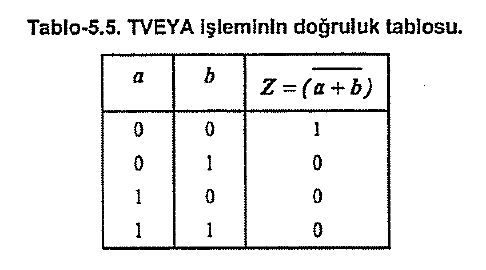 Tablo-5.5. TVEYA işleminin doğruluk tablosu.
a b Z = (a̅ ̅+̅ ̅b̅)
0 0 1
0 1 0
1 0 0
1 1 0